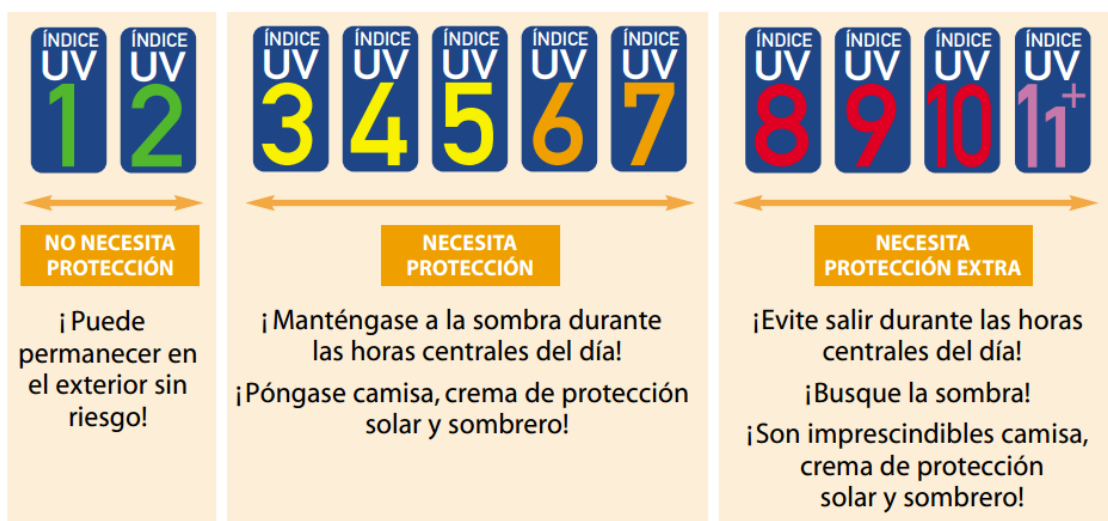 ÍNDICE
UV
1
ÍNDICE
UV
2
NO NECESITA
PROTECCIÓN
¡Puede
permanecer en
el exterior sin
riesgo!
ÍNDICE
UV
3
ÍNDICE
UV
4
ÍNDICE
UV
5
ÍNDICE
UV
6
ÍNDICE
UV
7
NECESITA
PROTECCIÓN
¡Manténgase a la sombra durante
las horas centrales del día!
¡Póngase camisa, crema de protección
solar y sombrero!
ÍNDICE
UV
8
ÍNDICE
UV
9
ÍNDICE
UV
10
ÍNDICE
UV
11+
NECESITA
PROTECCIÓN EXTRA
¡Evite salir durante las horas
centrales del día!
¡Busque la sombra!
¡Son imprescindibles camisa,
crema de protección
solar y sombrero!